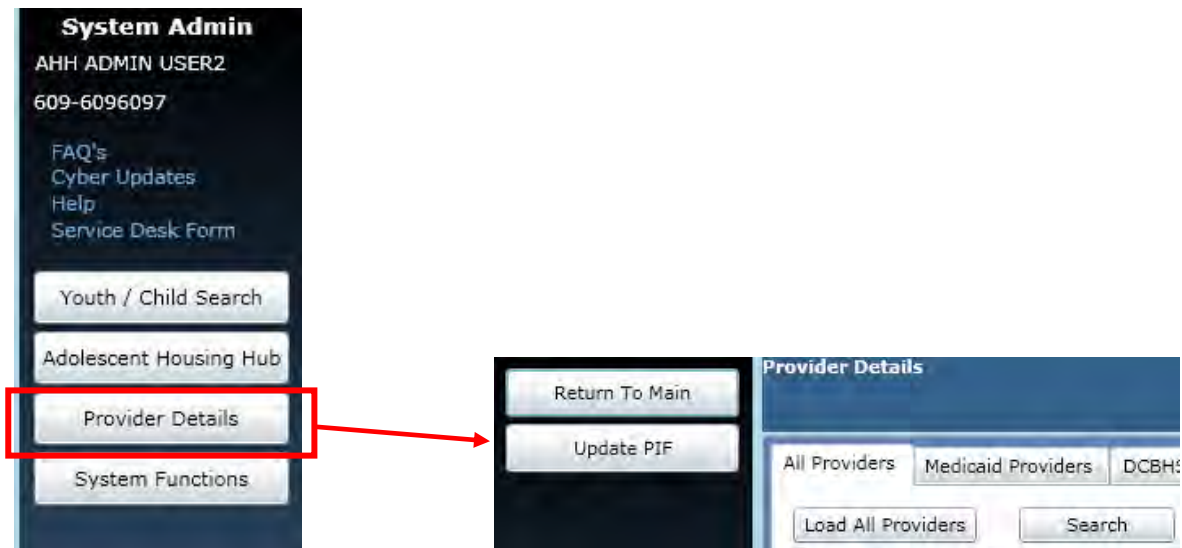 System Admin
AHH ADMIN USER2
609-6096097
FAQ's
Cyber Updates
Help
Service Desk Form
Youth / Child Search
Adolescent Housing Hub
Provider Details
System Functions
Return To Main
Update PIF
Provider Details
All Providers Medicaid Providers DCBHS
Load All Providers Search